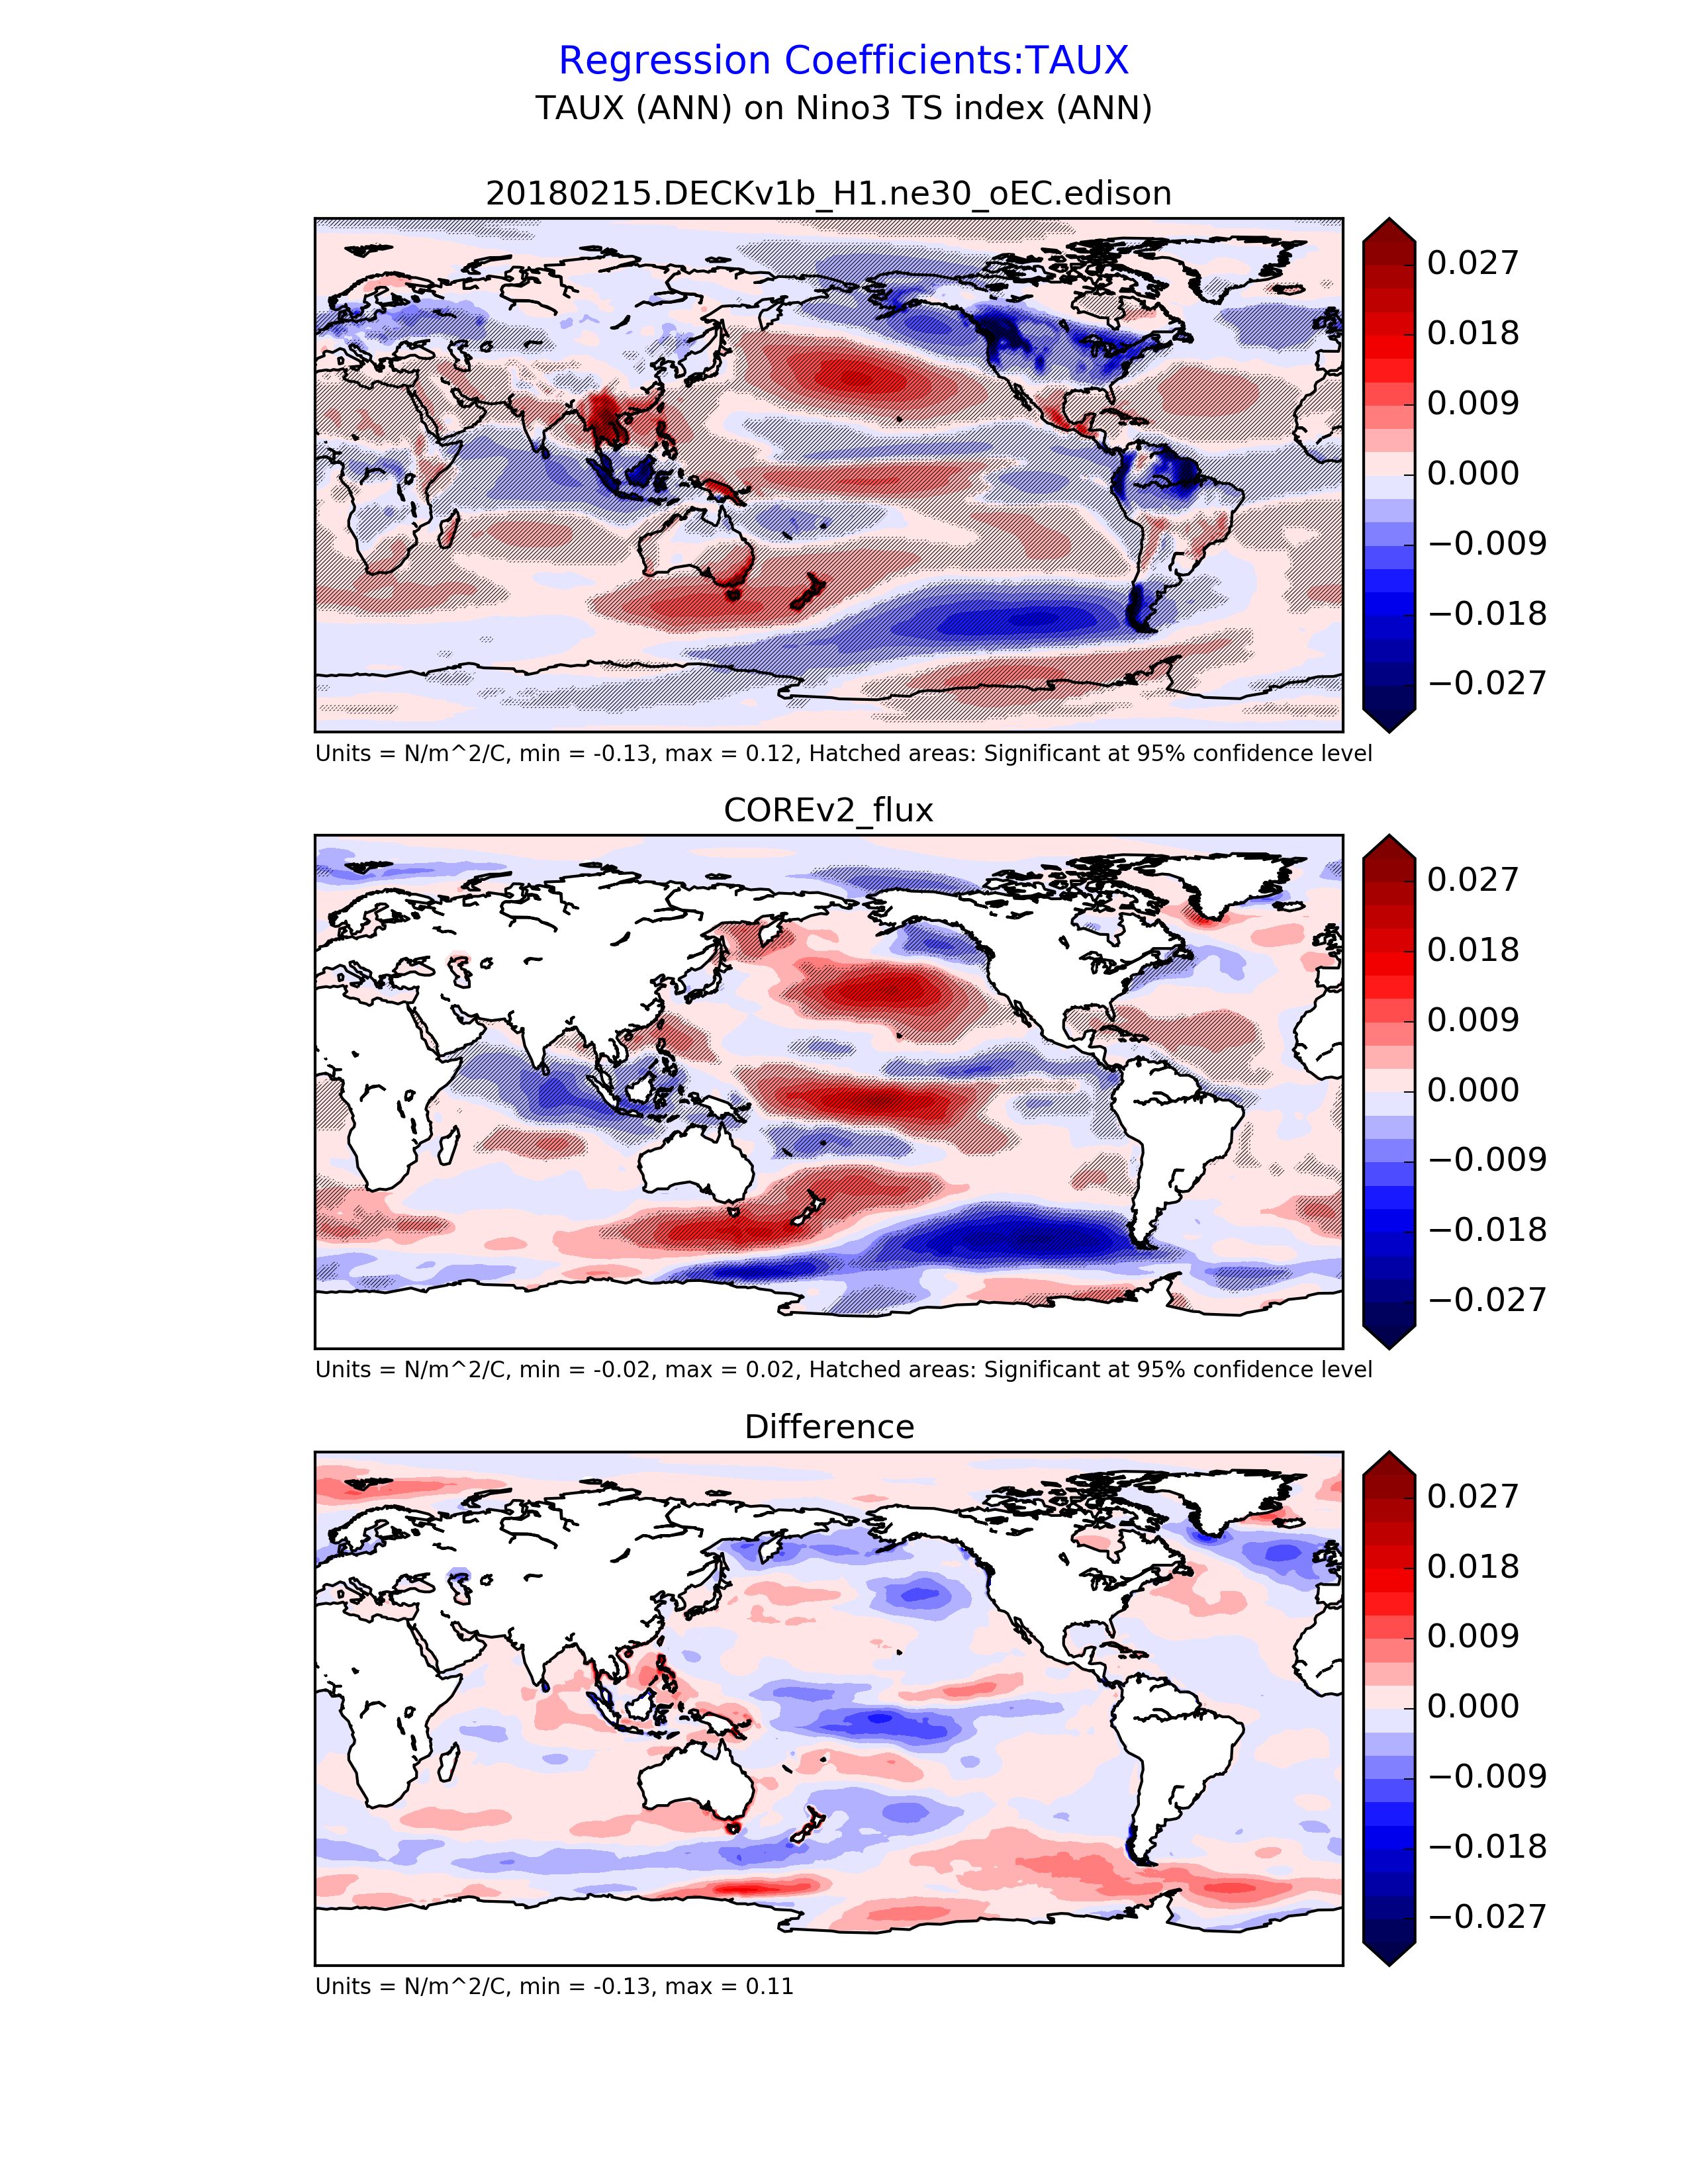 Regression Coefficients:TAUX
TAUX (ANN) on Nino3 TS index (ANN)
20180215.DECKv1b_H1.ne30_oEC.edison
0.027
0.018
0.009
0.000
−0.009
−0.018
−0.027
Units = N/m^2/C, min = -0.13, max = 0.12, Hatched areas: Significant at 95% confidence level
COREv2_flux
0.027
0.018
0.009
0.000
−0.009
−0.018
−0.027
Units = N/m^2/C, min = -0.02, max = 0.02, Hatched areas: Significant at 95% confidence level
Difference
0.027
0.018
0.009
0.000
−0.009
−0.018
−0.027
Units = N/m^2/C, min = -0.13, max = 0.11